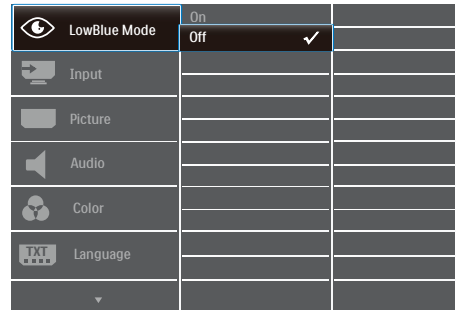 LowBlue Mode
On
Off
Input
Picture
Audio
Color
TXT
Language